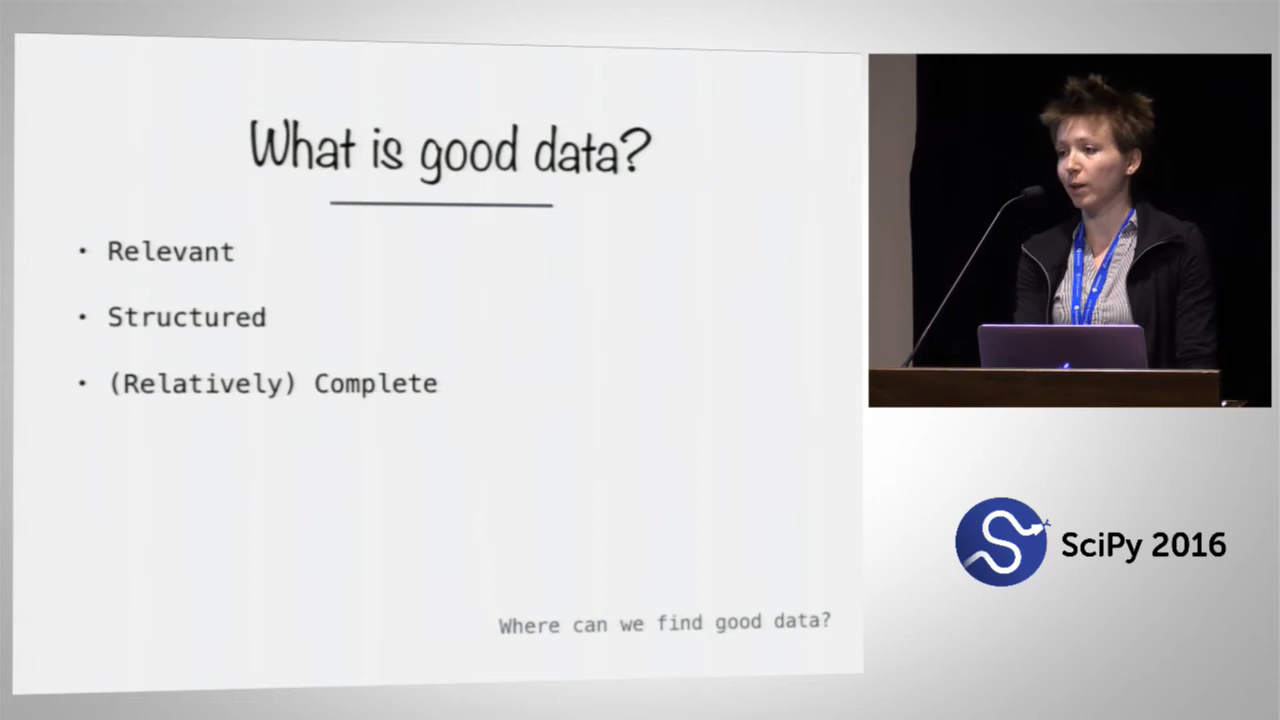 What is good data?
• Relevant
• Structured
• (Relatively) Complete
Where can we find good data?
SciPy 2016